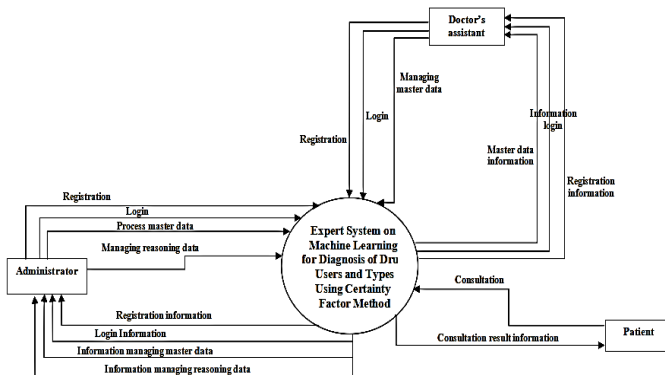 Doctor's
assistant
Managing
master data
Login
Registration
Information
login
Master data
information
Registration
information
Registration
Login
Process master data
Managing reasoning data
Administrator
Expert System on
Machine Learning
for Diagnosis of Dru
Users and Types
Using Certainty
Factor Method
Consultation
Patient
Consultation result information
Registration information
Login Information
Information managing master data
Information managing reasoning data